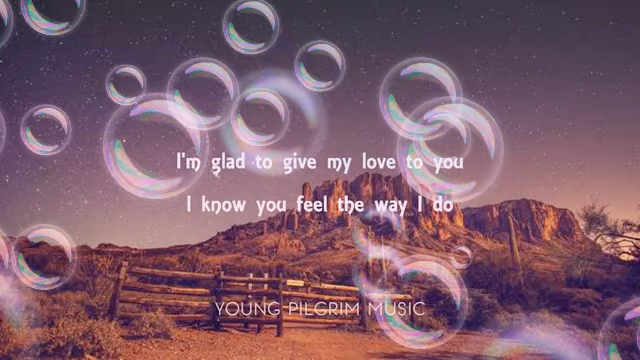 I'm glad to give my love to you
I know you feel the way I do
YOUNG PILGRIM MUSIC